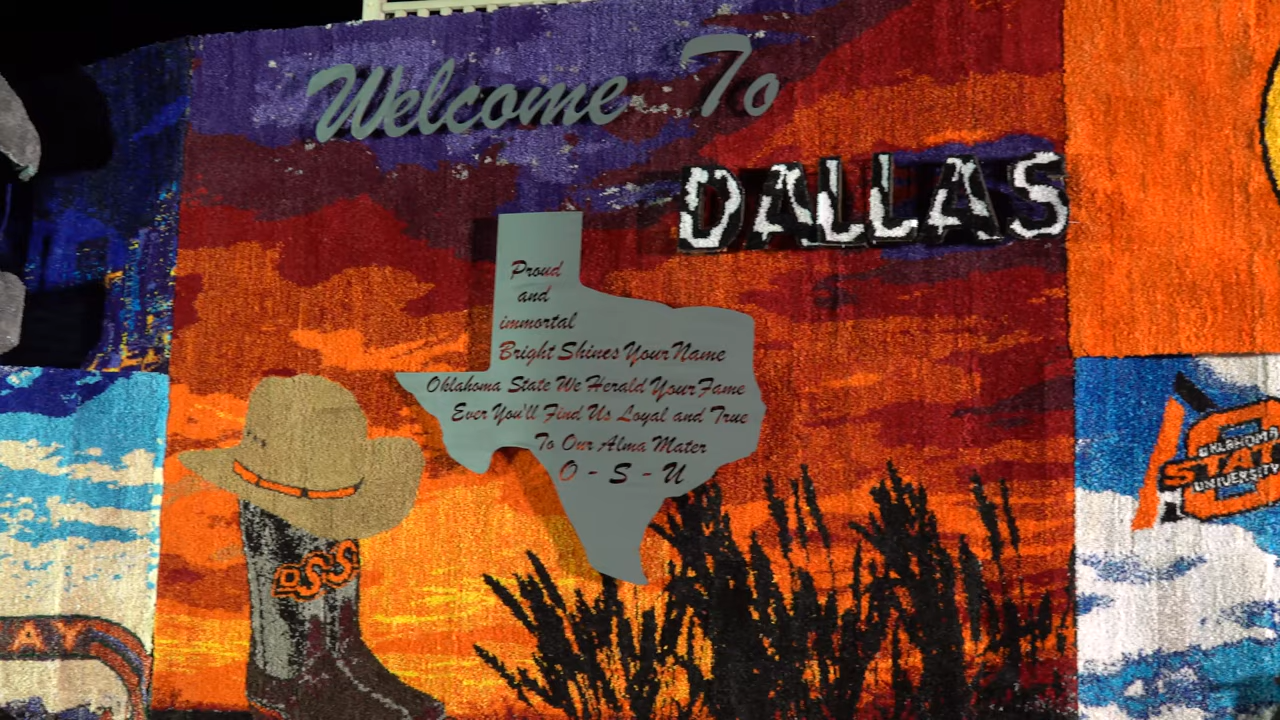 Welcome To
DALLAS
Proud
and
immortal
Bright Shines Your Name
Oklahoma State We Herald Your Fame
Ever You'll Find Us Loyal and True
To Our Alma Mater
O - S - U
OSU
OKLAHOMA
STATE
UNIVERSITY
AY